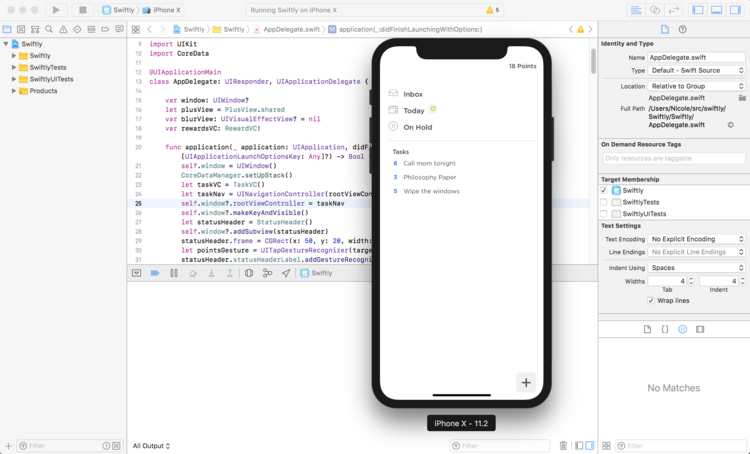 Swiftly
iPhone X
Running Swiftly on iPhone X
5
Swiftly
Swiftly
Swiftly
AppDelegate.swift
application(_:didFinishLaunchingWithOptions:)
Swiftly
Swiftly
SwiftlyTests
SwiftlyUITests
Products
Filter
9 import UIKit
10 import CoreData
11
12 @UIApplicationMain
13 class AppDelegate: UIResponder, UIApplicationDelegate {
14
15 var window: UIWindow?
16 let plusView = PlusView.shared
17 var blurView: UIVisualEffectView? = nil
18 var rewardsVC: RewardVC!
19
20 func application(_ application: UIApplication, didF
[UIApplicationLaunchOptionsKey: Any]?) -> Bool
21 self.window = UIWindow()
22 CoreDataManager.setUpStack()
23 let taskVC = TaskVC()
24 let taskNav = UINavigationController(rootViewCon
25 self.window?.rootViewController = taskNav
26 self.window?.makeKeyAndVisible()
27 let statusHeader = StatusHeader()
28 self.window?.addSubview(statusHeader)
29 statusHeader.frame = CGRect(x: 50, y: 20, width:
30 let pointsGesture = UITapGestureRecognizer(target
31 statusHeader.statusHeaderLabel.addGestureRecogni
Swiftly
All Output
Filter
18 Points
Inbox
Today
On Hold
Tasks
8 Call mom tonight
3 Philosophy Paper
5 Wipe the windows
+
iPhone X - 11.2
Identity and Type
Name AppDelegate.swift
Type Default - Swift Source
Location Relative to Group
AppDelegate.swift
Full Path /Users/Nicole/src/swiftly/
Swiftly/Swiftly/
AppDelegate.swift
On Demand Resource Tags
Only resources are taggable
Target Membership
Swiftly
SwiftlyTests
SwiftlyUITests
Text Settings
Text Encoding No Explicit Encoding
Line Endings No Explicit Line Endings
Indent Using Spaces
Widths 4 4
Tab Indent
Wrap lines
No Matches
Filter